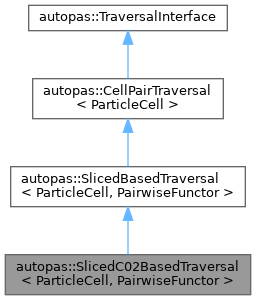 autopas::TraversalInterface
autopas::CellPairTraversal
< ParticleCell >
autopas::SlicedBasedTraversal
< ParticleCell, PairwiseFunctor >
autopas::SlicedC02BasedTraversal
< ParticleCell, PairwiseFunctor >